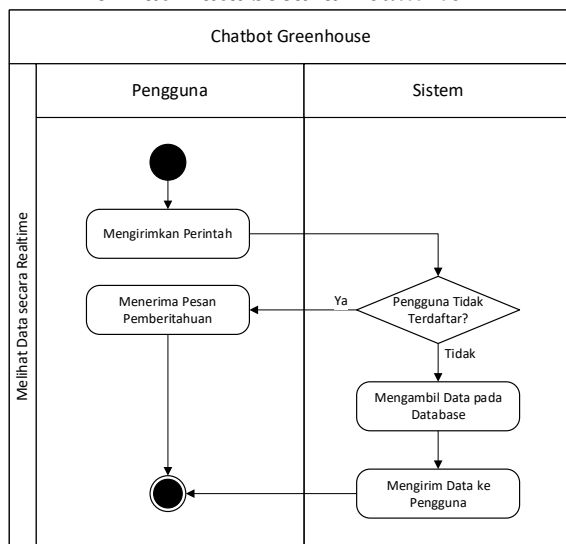 Chatbot Greenhouse
Melihat Data secara Realtime
Pengguna
Sistem
Mengirimkan Perintah
Pengguna Tidak
Terdaftar?
Ya
Menerima Pesan
Pemberitahuan
Tidak
Mengambil Data pada
Database
Mengirim Data ke
Pengguna